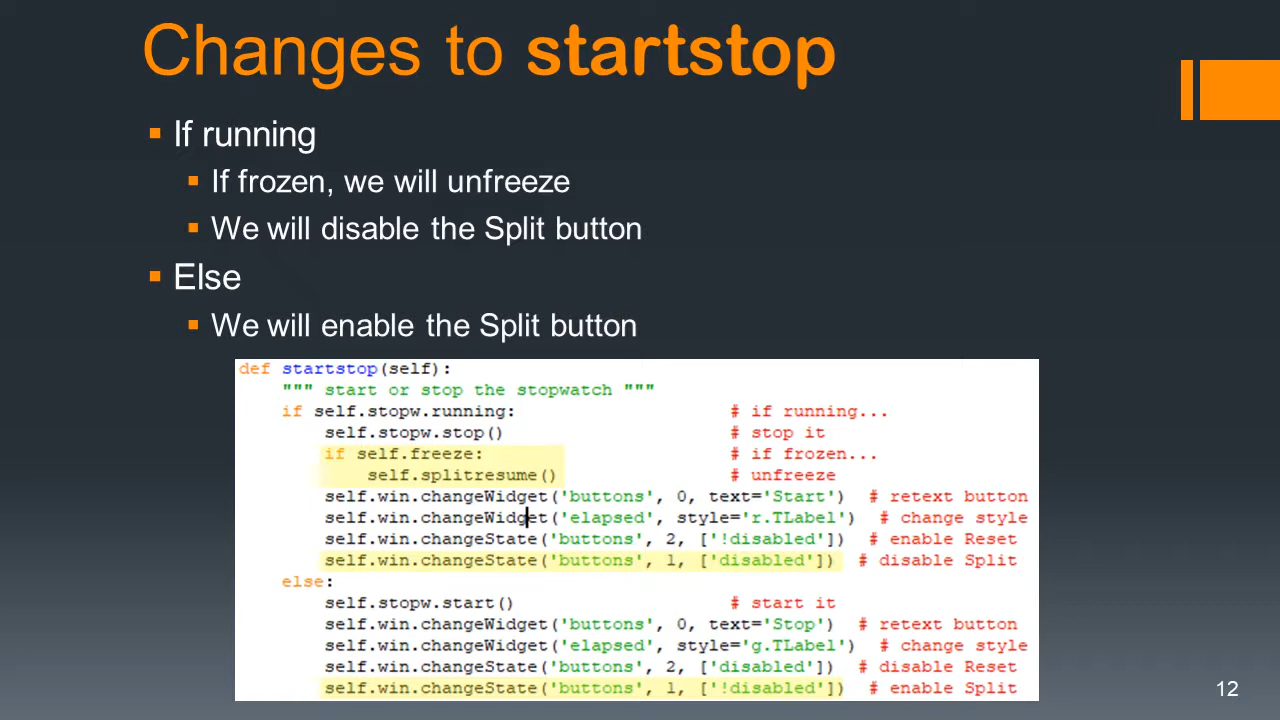 Changes to startstop
If running
If frozen, we will unfreeze
We will disable the Split button
Else
We will enable the Split button
def startstop(self):
""" start or stop the stopwatch """
if self.stopw.running: # if running...
self.stopw.stop() # stop it
if self.freeze: # if frozen...
self.splitresume() # unfreeze
self.win.changeWidget('buttons', 0, text='Start') # retext button
self.win.changeWidget('elapsed', style='r.TLabel') # change style
self.win.changeState('buttons', 2, ['!disabled']) # enable Reset
self.win.changeState('buttons', 1, ['disabled']) # disable Split
else:
self.stopw.start() # start it
self.win.changeWidget('buttons', 0, text='Stop') # retext button
self.win.changeWidget('elapsed', style='g.TLabel') # change style
self.win.changeState('buttons', 2, ['disabled']) # disable Reset
self.win.changeState('buttons', 1, ['!disabled']) # enable Split
12